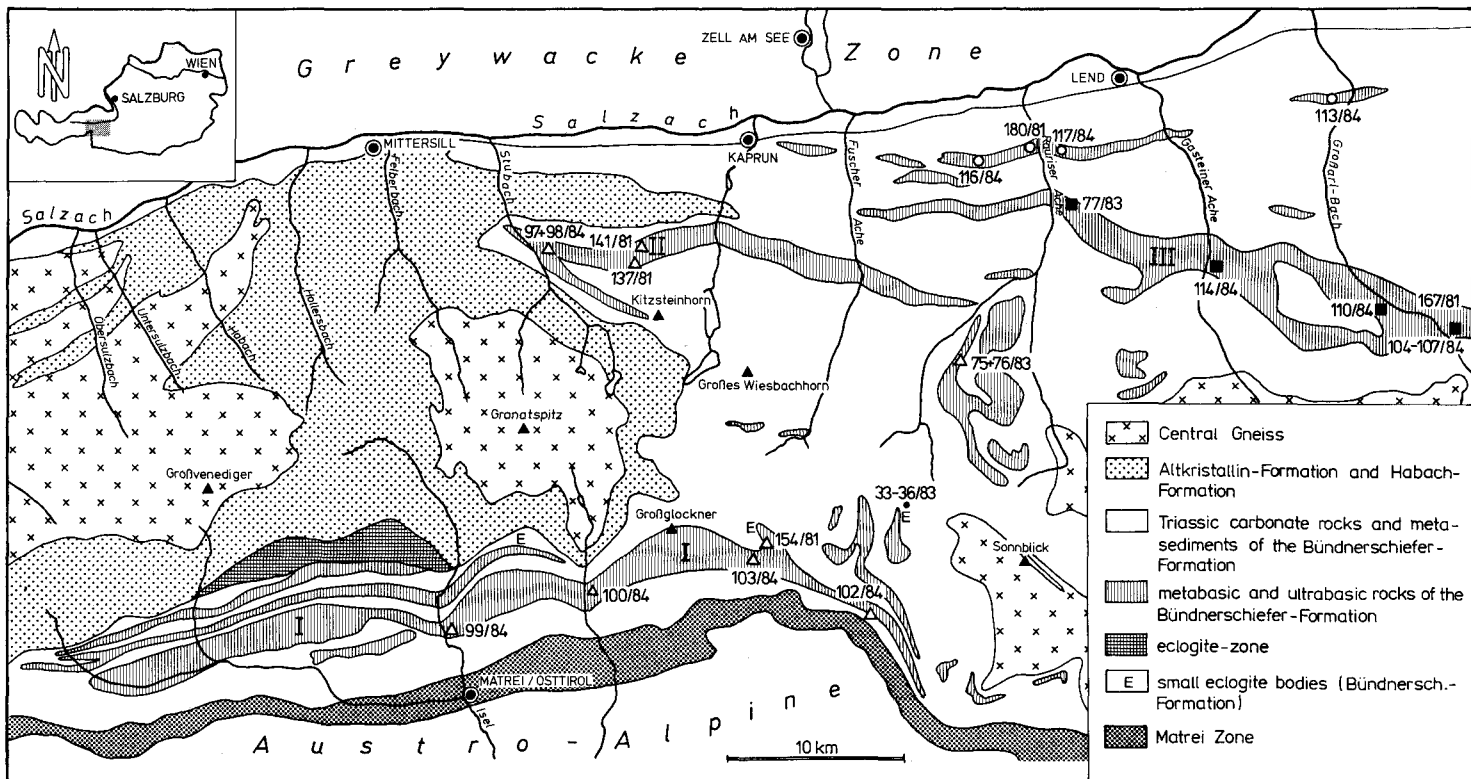 N
WIEN
SALZBURG
Greywacke Zone
ZELL AM SEE
LEND
Salzach
MITTERSILL
KAPRUN
Salzach
Obersulzbach
Untersulzbach
Habach
Hollersbach
Felberbach
Stubach
Fuscher Ache
Rauriser Ache
Gasteiner Ache
Großarl-Bach
113/84
180/81
117/84
116/84
77/83
97+98/84
141/81
II
137/81
III
114/84
110/84
167/81
104-107/84
Kitzsteinhorn
75+76/83
Großes Wiesbachhorn
Granatspitz
Großvenediger
33-36/83
E
Großglockner
E
E
154/81
I
103/84
Sonnblick
100/84
102/84
I
99/84
MATREI/OSTTIROL
Isel
Austro-Alpine
10 km
Central Gneiss
Altkristallin-Formation and Habach-
Formation
Triassic carbonate rocks and meta-
sediments of the Bündnerschiefer-
Formation
metabasic and ultrabasic rocks of the
Bündnerschiefer-Formation
eclogite-zone
E small eclogite bodies (Bündnersch.-
Formation)
Matrei Zone